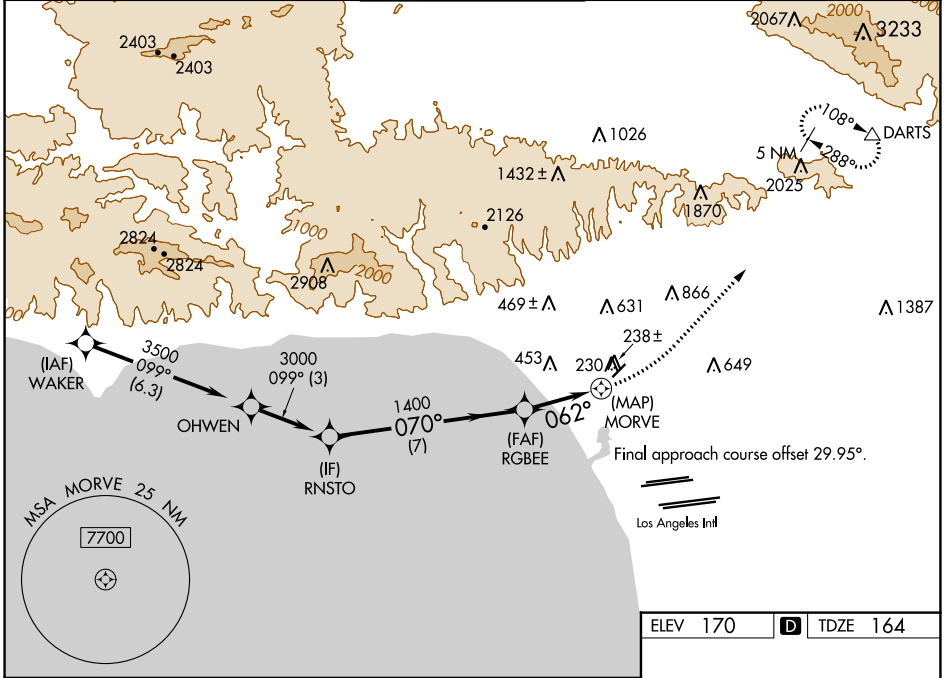 2000
2067
3233
2403
2403
108°
DARTS
1026
5 NM
288°
1432 ±
2025
1870
2126
1000
2824
2824
2908
2000
469 ±
631
866
1387
238 ±
3500
099°
(6.3)
(IAF)
WAKER
3000
099° (3)
453
230
649
OHWEN
1400
070°
(7)
062°
(MAP)
MORVE
(FAF)
RGBEE
(IF)
RNSTO
Final approach course offset 29.95°.
MSA MORVE 25 NM
7700
Los Angeles Intl
ELEV 170 D TDZE 164